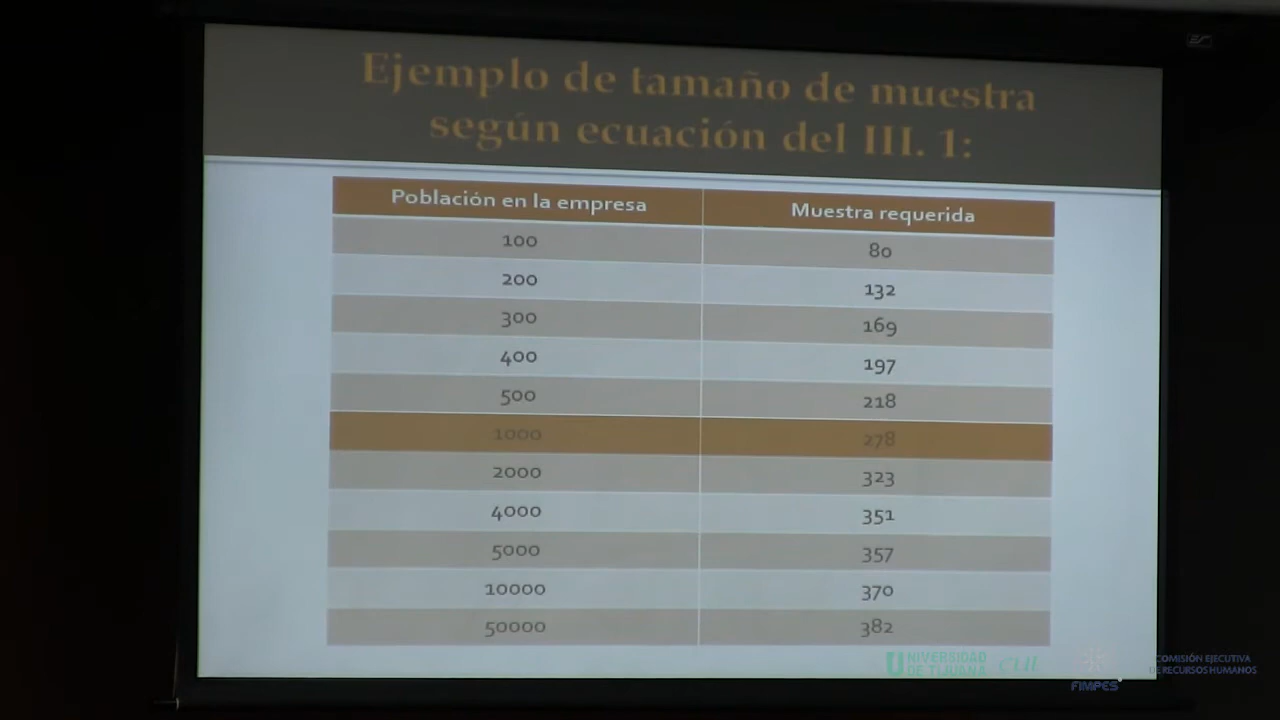 Ejemplo de tamaño de muestra
según ecuación del III. 1:
Población en la empresa Muestra requerida
100 80
200 132
300 169
400 197
500 218
1000 278
2000 323
4000 351
5000 357
10000 370
50000 382
UNIVERSIDAD
DE TIJUANA CUT
FIMPES
COMISIÓN EJECUTIVA
DE RECURSOS HUMANOS